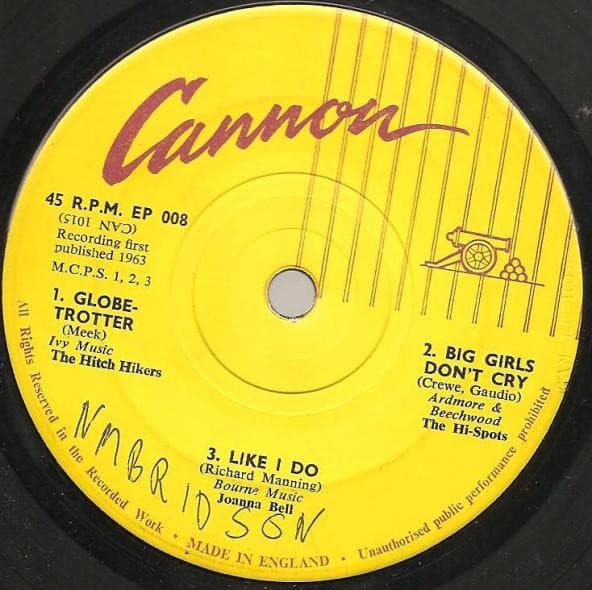 Cannon
45 R.P.M. EP 008
(CAN 1015)
Recording first
published 1963
M.C.P.S. 1, 2, 3
1. GLOBE-
TROTTER
(Meek)
Ivy Music
The Hitch Hikers
2. BIG GIRLS
DON'T CRY
(Crewe, Gaudio)
Ardmore &
Beechwood
The Hi-Spots
3. LIKE I DO
(Richard Manning)
Bourne Music
Joanna Bell
NMBRIDSON
All Rights Reserved in the Recorded Work · MADE IN ENGLAND · Unauthorised public performance prohibited